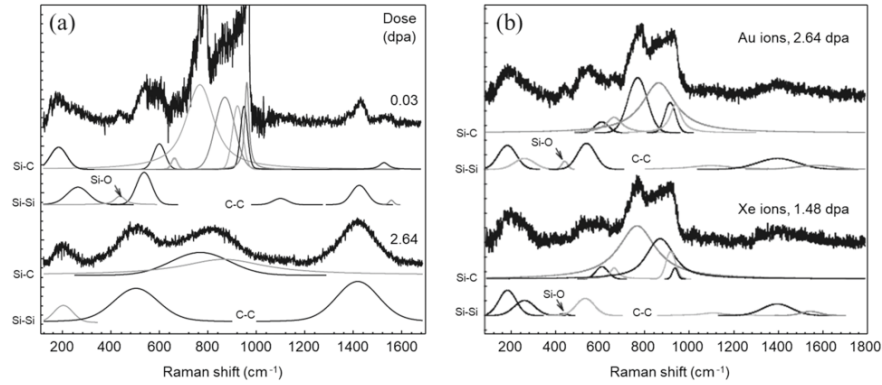 (a)
Dose
(dpa)
0.03
Si-C
Si-O
Si-Si
C-C
2.64
Si-C
Si-Si
C-C
200 400 600 800 1000 1200 1400 1600
Raman shift (cm⁻¹)
(b)
Au ions, 2.64 dpa
Si-C
Si-O
Si-Si
C-C
Xe ions, 1.48 dpa
Si-C
Si-O
Si-Si
C-C
200 400 600 800 1000 1200 1400 1600 1800
Raman shift (cm⁻¹)